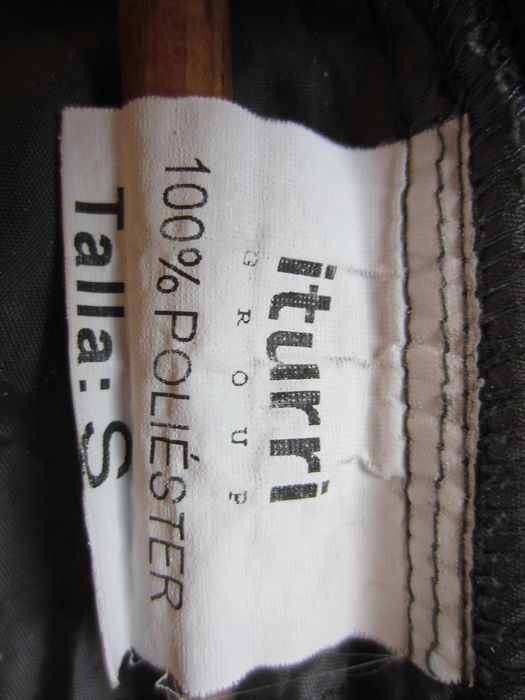 iturri
GROUP
100% POLIÉSTER
Talla: S